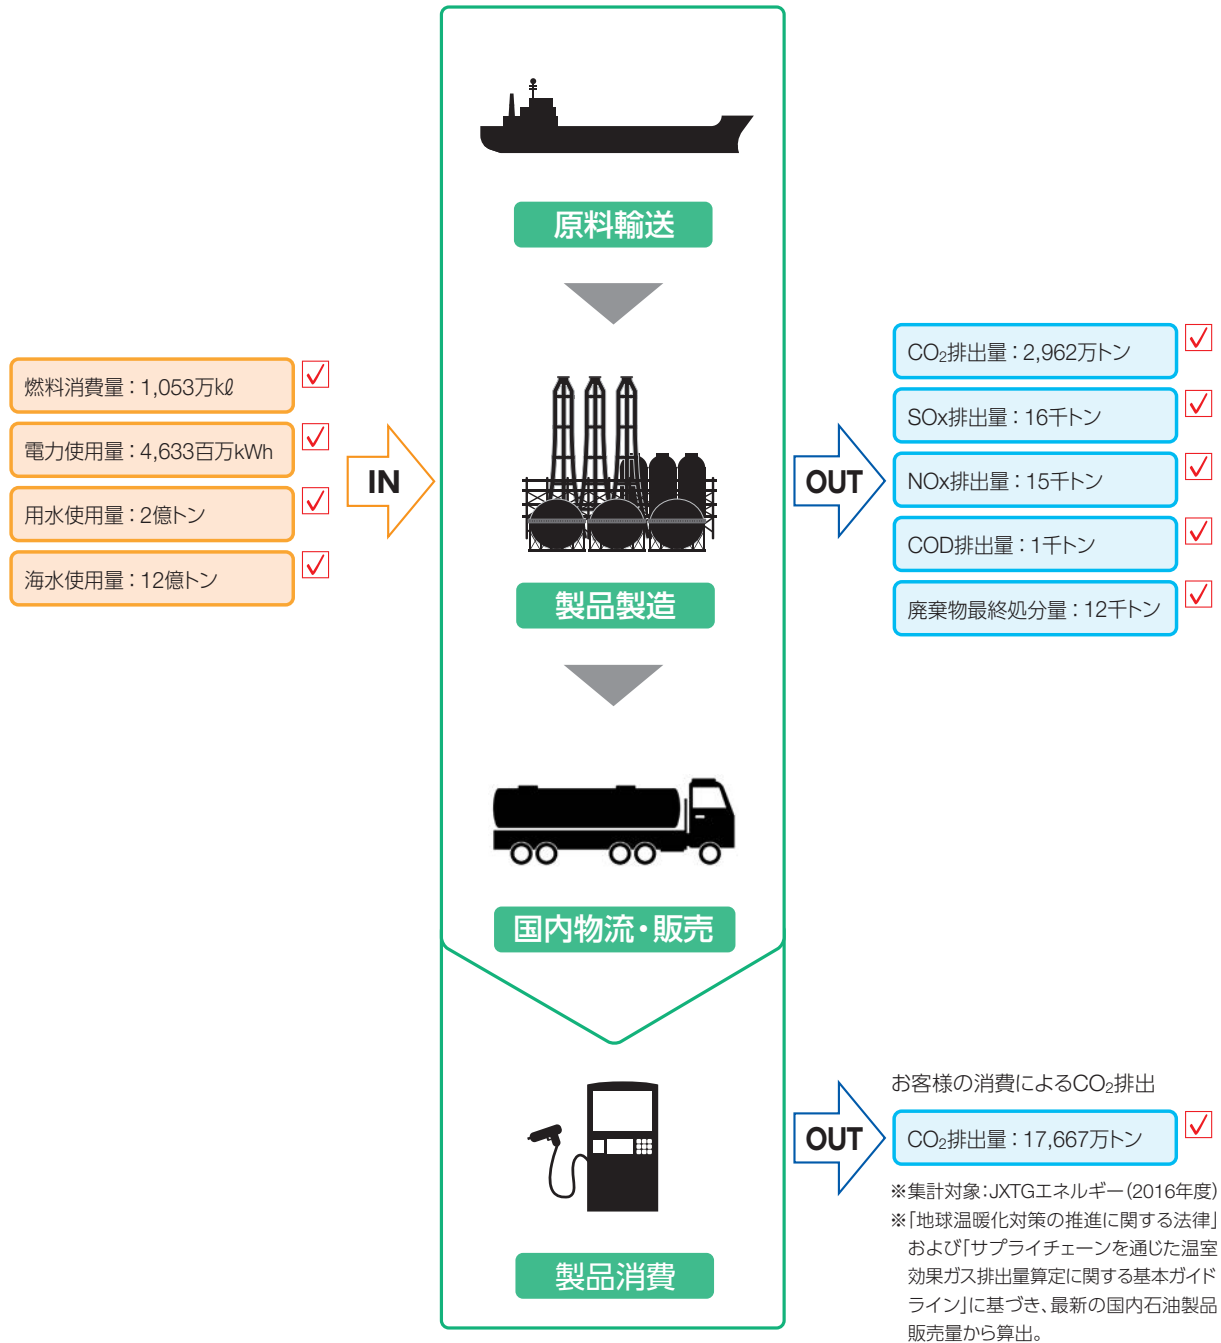 原料輸送
燃料消費量：1,053万kℓ
電力使用量：4,633百万kWh
用水使用量：2億トン
海水使用量：12億トン
IN
製品製造
OUT
CO₂排出量：2,962万トン
SOx排出量：16千トン
NOx排出量：15千トン
COD排出量：1千トン
廃棄物最終処分量：12千トン
国内物流・販売
製品消費
OUT
お客様の消費によるCO₂排出
CO₂排出量：17,667万トン
※集計対象：JXTGエネルギー（2016年度）
※「地球温暖化対策の推進に関する法律」
および「サプライチェーンを通じた温室
効果ガス排出量算定に関する基本ガイド
ライン」に基づき、最新の国内石油製品
販売量から算出。